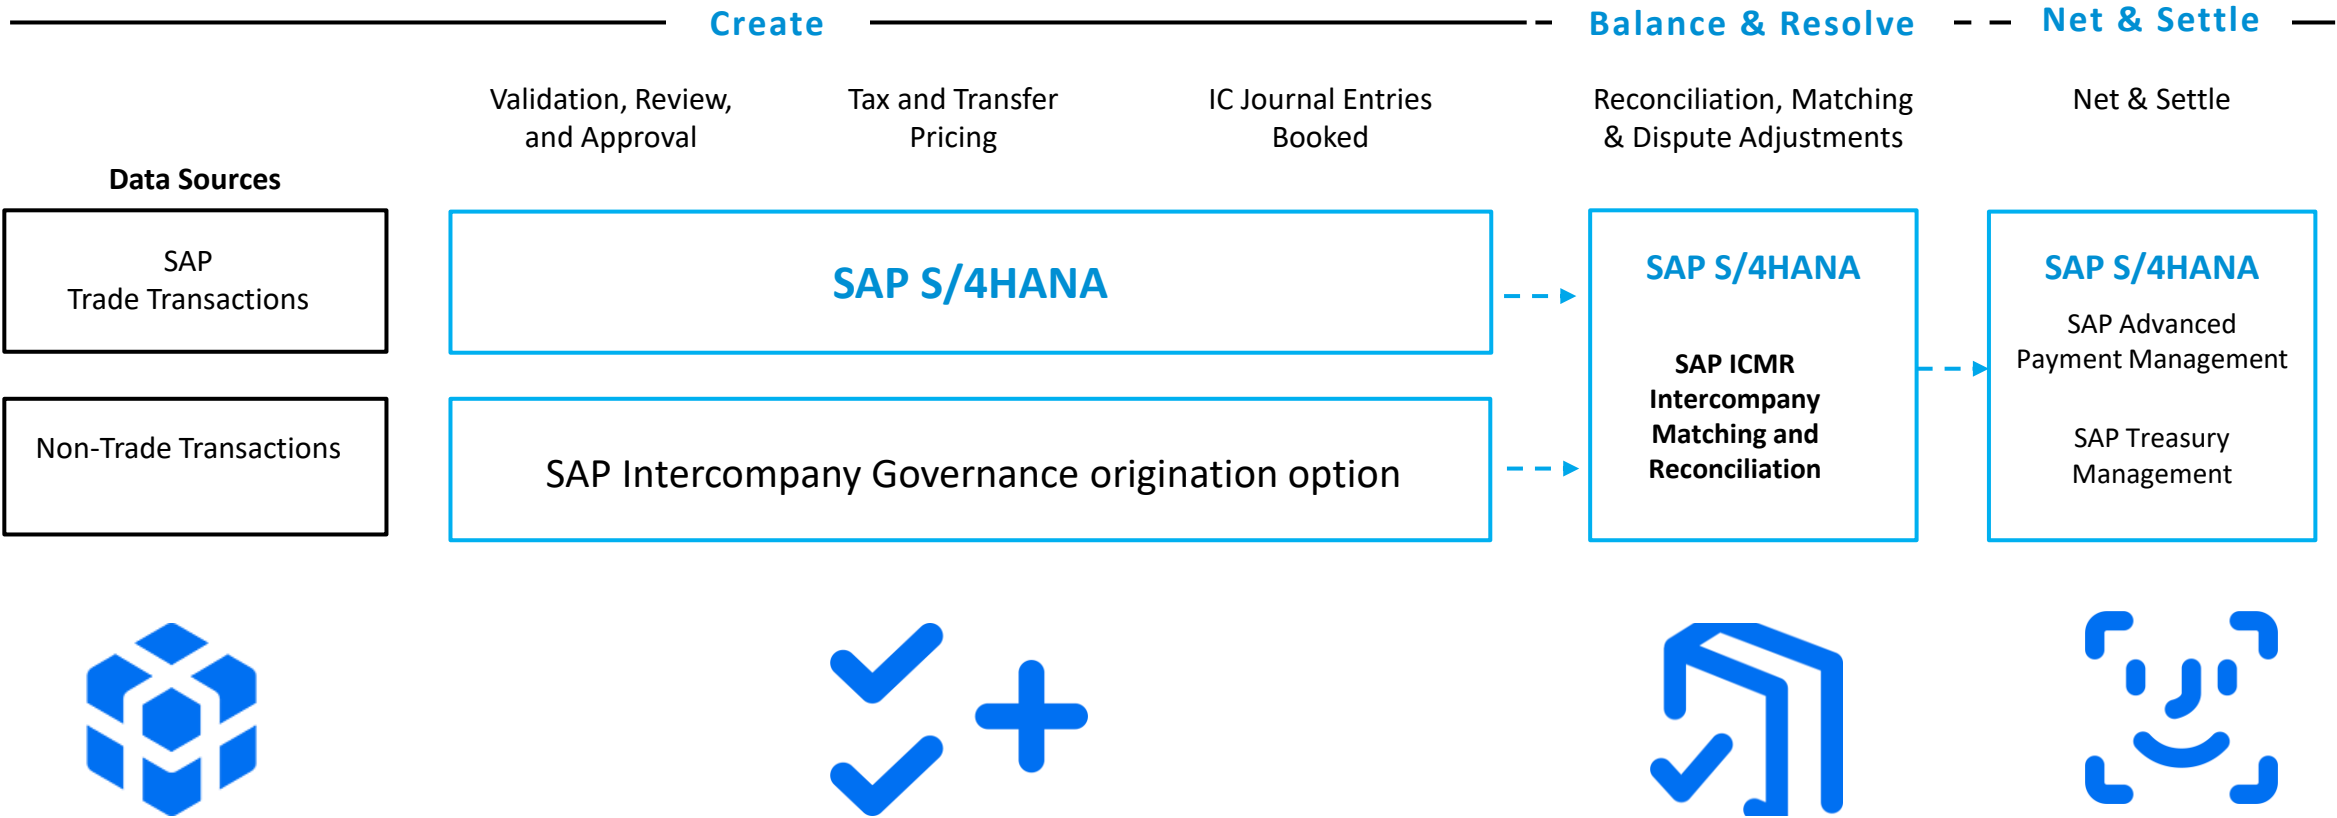 Create
Balance & Resolve
Net & Settle
Validation, Review,
and Approval
Tax and Transfer
Pricing
IC Journal Entries
Booked
Reconciliation, Matching
& Dispute Adjustments
Net & Settle
Data Sources
SAP
Trade Transactions
SAP S/4HANA
Non-Trade Transactions
SAP Intercompany Governance origination option
SAP S/4HANA
SAP ICMR
Intercompany
Matching and
Reconciliation
SAP S/4HANA
SAP Advanced
Payment Management
SAP Treasury
Management